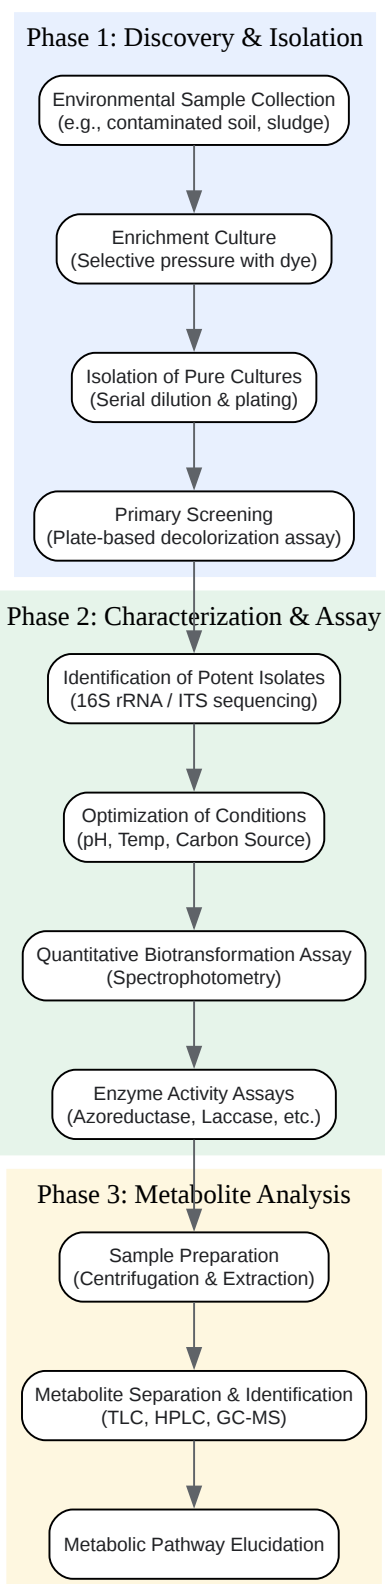 Phase 1: Discovery & Isolation
Environmental Sample Collection
(e.g., contaminated soil, sludge)
Enrichment Culture
(Selective pressure with dye)
Isolation of Pure Cultures
(Serial dilution & plating)
Primary Screening
(Plate-based decolorization assay)
Phase 2: Characterization & Assay
Identification of Potent Isolates
(16S rRNA / ITS sequencing)
Optimization of Conditions
(pH, Temp, Carbon Source)
Quantitative Biotransformation Assay
(Spectrophotometry)
Enzyme Activity Assays
(Azoreductase, Laccase, etc.)
Phase 3: Metabolite Analysis
Sample Preparation
(Centrifugation & Extraction)
Metabolite Separation & Identification
(TLC, HPLC, GC-MS)
Metabolic Pathway Elucidation